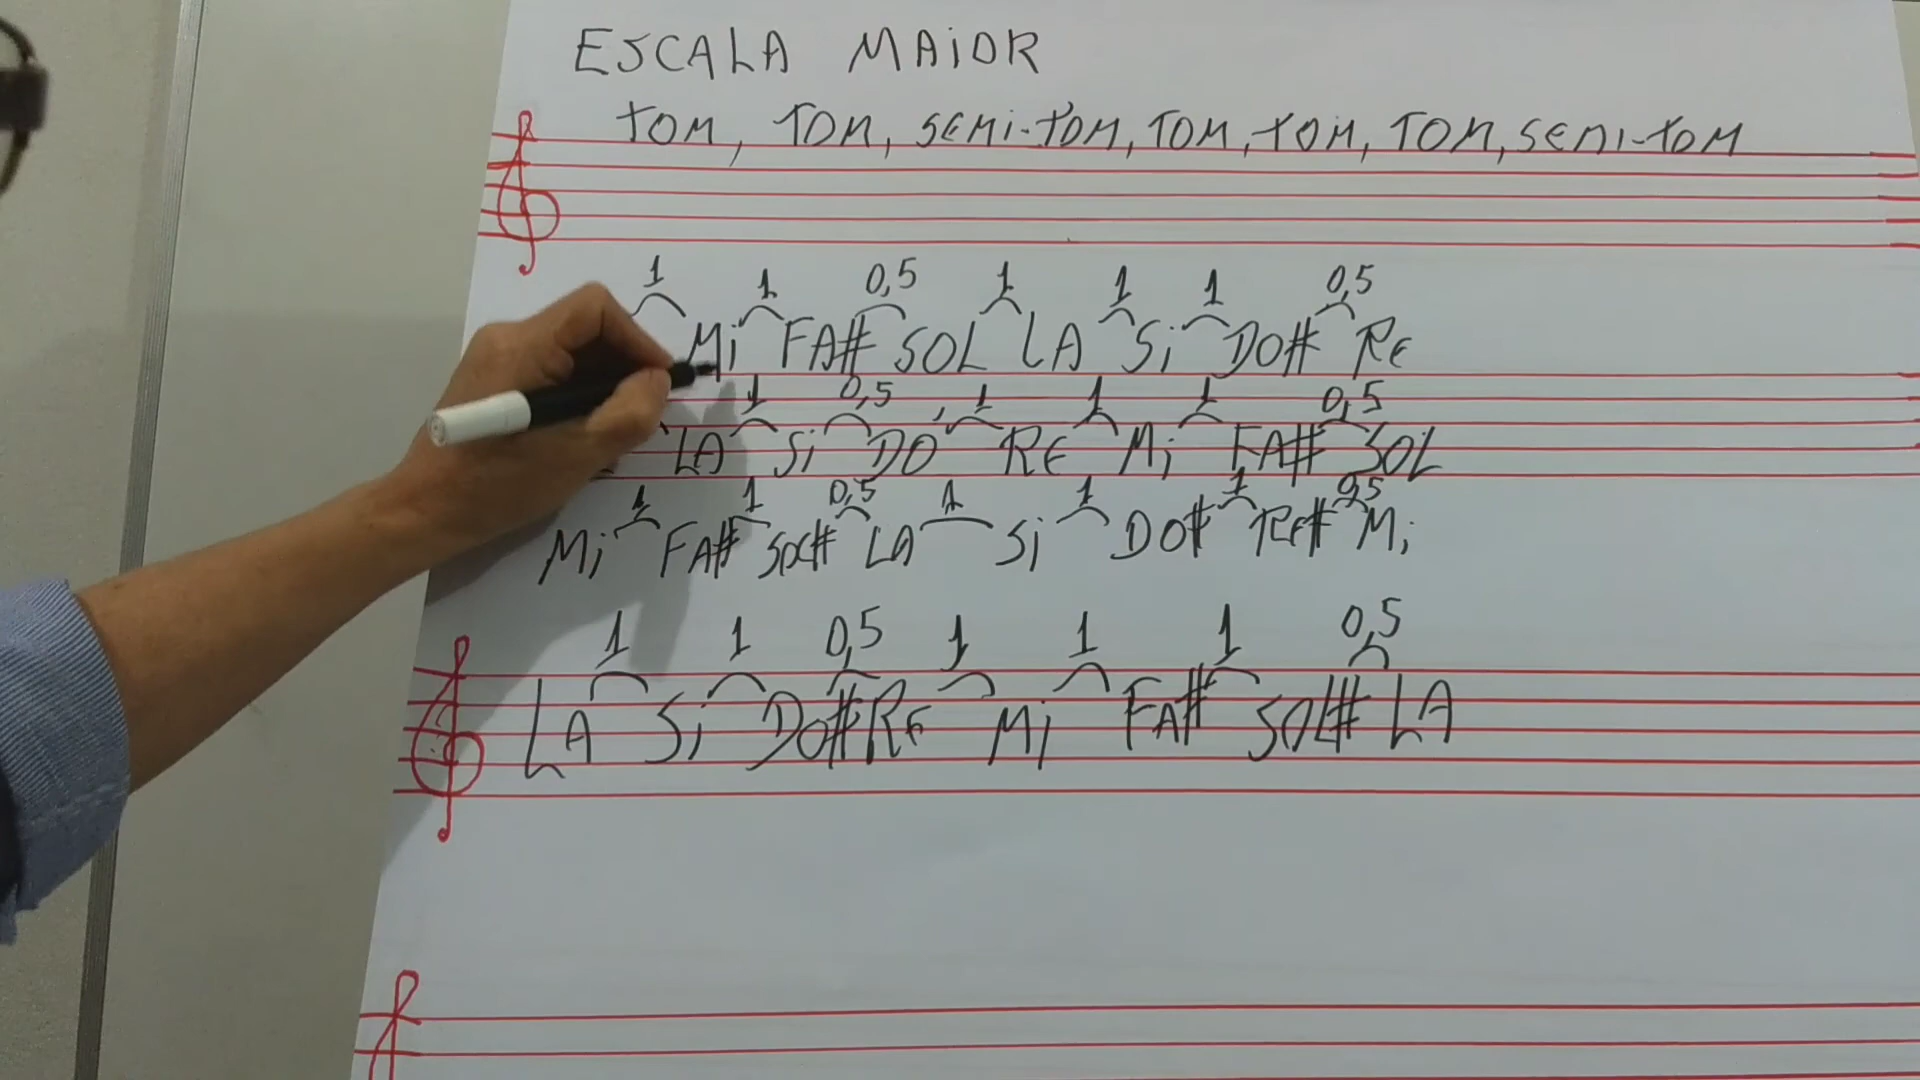 ESCALA MAiOR
TOM, TOM, SEMi-TOM, TOM, TOM, TOM, SEMI-TOM
1 1 0,5 1 1 1 0,5
Mi FA# SOL LA Si DO# RE
1 0,5 1 1 1 0,5
LA Si DO RE Mi FA# SOL
1 1 0,5 1 1 1 0,5
Mi FA# SOL# LA Si DO# RE# Mi
1 1 0,5 1 1 1 0,5
LA Si DO# RE Mi FA# SOL# LA